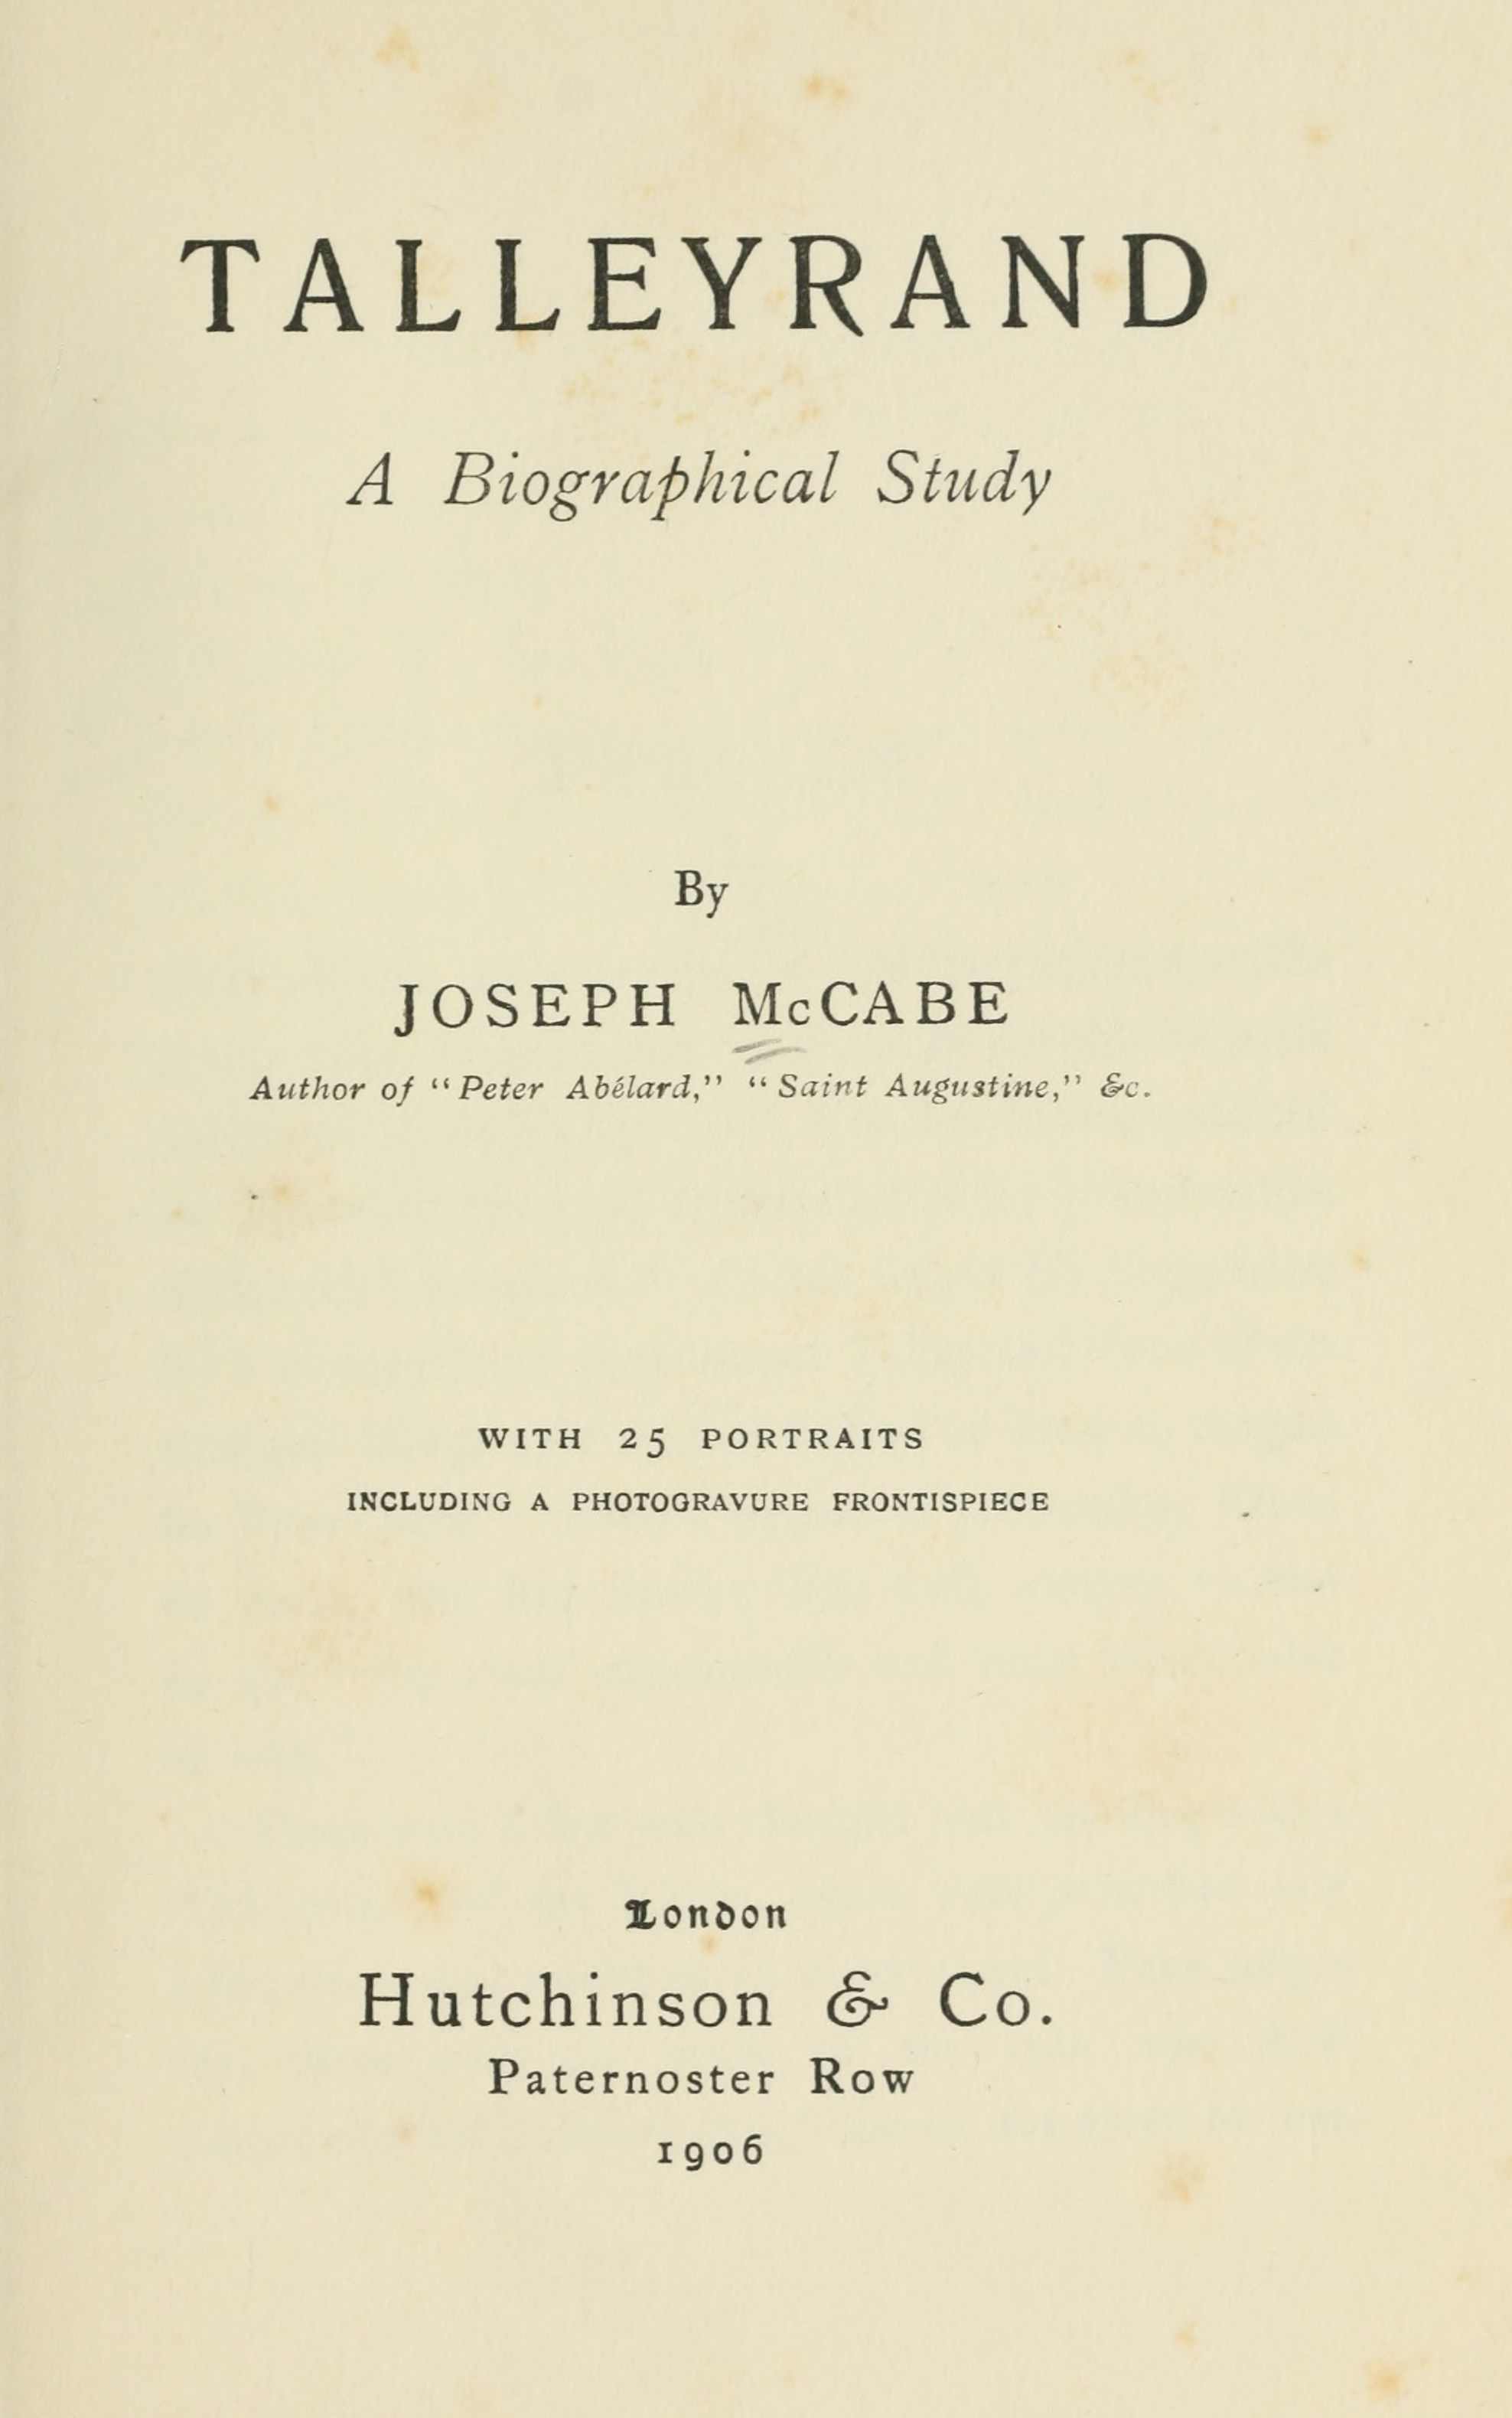 TALLEYRAND
A Biographical Study
By
JOSEPH McCABE
Author of “Peter Abélard,” “Saint Augustine,” &c.
WITH 25 PORTRAITS
INCLUDING A PHOTOGRAVURE FRONTISPIECE
London
Hutchinson & Co.
Paternoster Row
1906